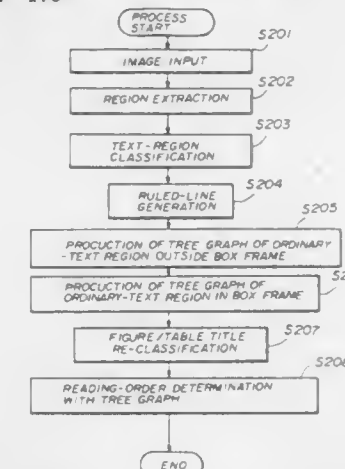 PROCESS
START
S201
IMAGE INPUT
S202
REGION EXTRACTION
S203
TEXT-REGION
CLASSIFICATION
S204
RULED-LINE
GENERATION
S205
PROCUCTION OF TREE GRAPH OF ORDINARY
-TEXT REGION OUTSIDE BOX FRAME
PROCUCTION OF TREE GRAPH OF
ORDINARY-TEXT REGION IN BOX FRAME
S207
FIGURE/TABLE TITLE
RE-CLASSIFICATION
S208
READING-ORDER DETERMINATION
WITH TREE GRAPH
END